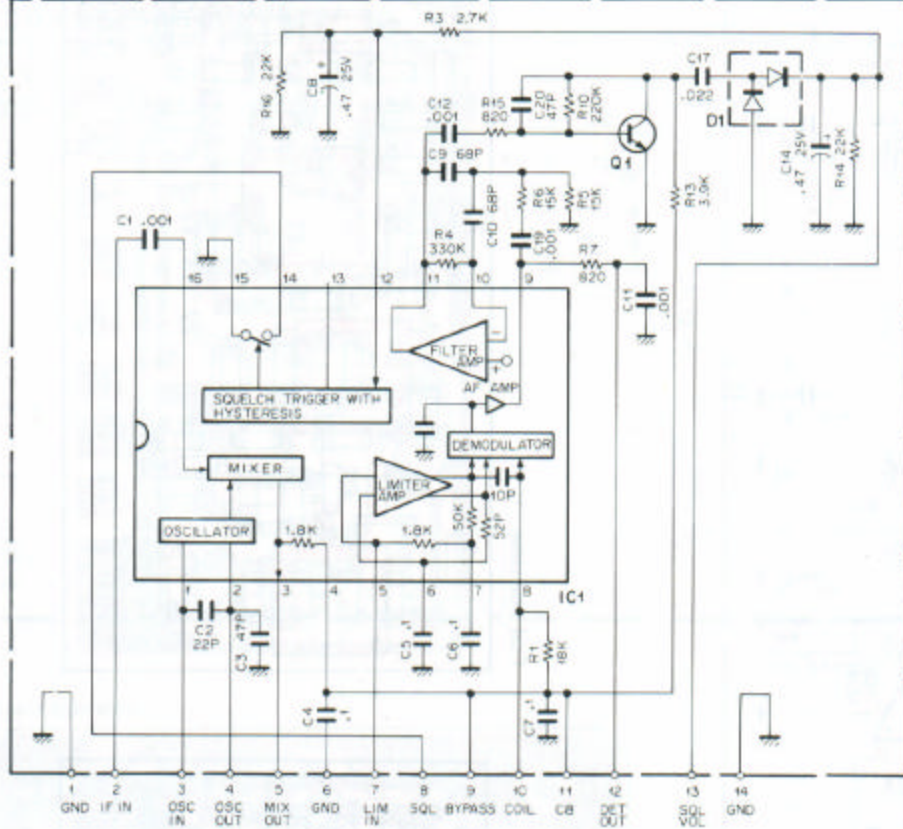 R3 2.7K
R16 22K
C8 .47 25V
+
C12 .001
R15 820
C20 47P
R10 220K
C17 .022
D1
Q1
C14 .47 25V
R14 22K
C9 68P
C10 68P
R6 15K
R5 15K
R13 3.9K
C1 .001
R4 330K
C19 .001
R7 820
C11 .001
16 15 14 13 12 11 10 9
FILTER AMP
−
+
AF AMP
SQUELCH TRIGGER WITH HYSTERESIS
DEMODULATOR
MIXER
LIMITER AMP
10P
50K
52P
OSCILLATOR
1.8K
1.8K
1 2 3 4 5 6 7 8
IC1
C2 22P
C3 47P
C5 .1
C6 .1
R1 18K
C4 .1
C7 .1
1 2 3 4 5 6 7 8 9 10 11 12 13 14
GND IF IN OSC IN OSC OUT MIX OUT GND LIM IN SQL BYPASS COIL CB DET OUT SQL VOL GND